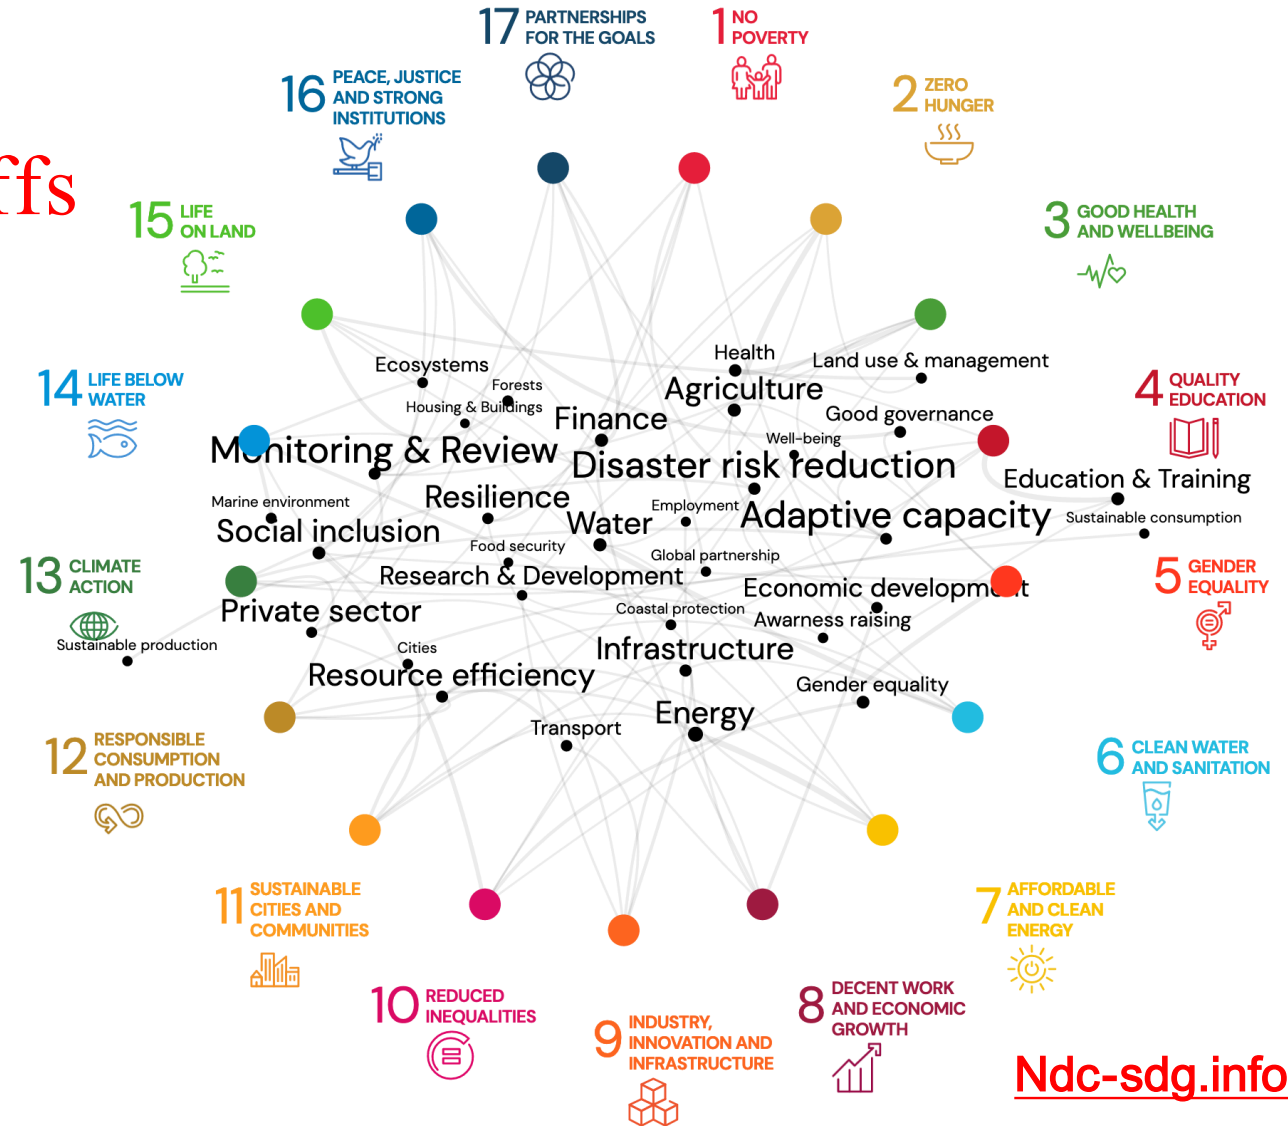 17 PARTNERSHIPS
FOR THE GOALS
1 NO
POVERTY
16 PEACE, JUSTICE
AND STRONG
INSTITUTIONS
2 ZERO
HUNGER
ffs
15 LIFE
ON LAND
3 GOOD HEALTH
AND WELLBEING
Health
Land use & management
Ecosystems
Forests
Agriculture
14 LIFE BELOW
WATER
4 QUALITY
EDUCATION
Housing & Buildings
Finance
Good governance
Well-being
Monitoring & Review
Disaster risk reduction
Education & Training
Marine environment
Resilience
Employment
Adaptive capacity
Sustainable consumption
Social inclusion
Water
Food security
Global partnership
13 CLIMATE
ACTION
5 GENDER
EQUALITY
Research & Development
Economic development
Private sector
Coastal protection
Awarness raising
Sustainable production
Cities
Infrastructure
Resource efficiency
Gender equality
Energy
Transport
12 RESPONSIBLE
CONSUMPTION
AND PRODUCTION
6 CLEAN WATER
AND SANITATION
11 SUSTAINABLE
CITIES AND
COMMUNITIES
7 AFFORDABLE
AND CLEAN
ENERGY
10 REDUCED
INEQUALITIES
8 DECENT WORK
AND ECONOMIC
GROWTH
9 INDUSTRY,
INNOVATION AND
INFRASTRUCTURE
Ndc-sdg.info